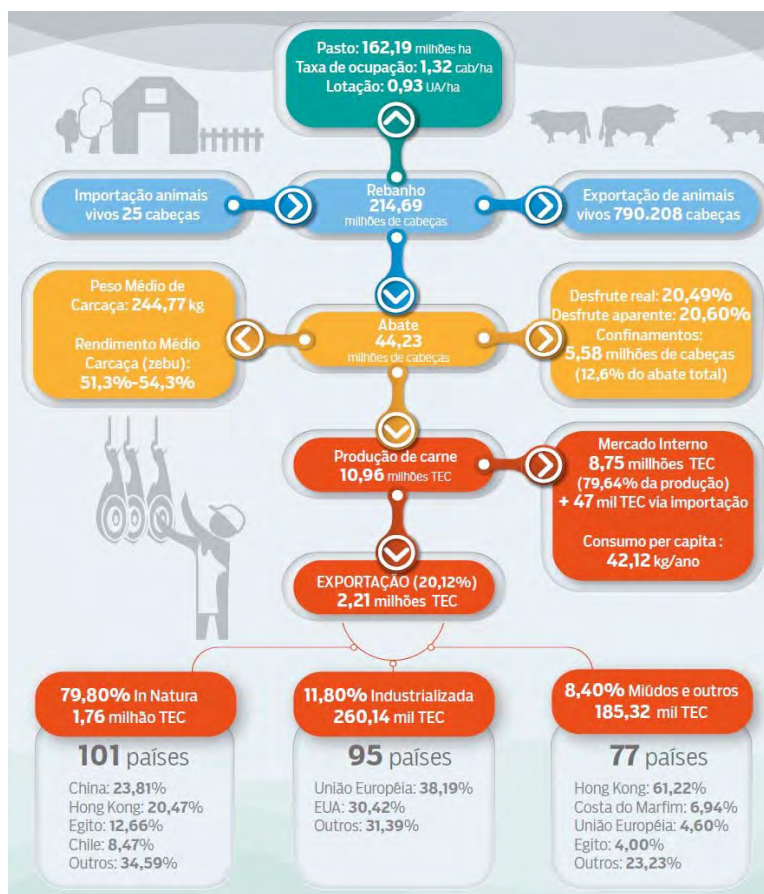 Pasto: 162,19 milhões ha
Taxa de ocupação: 1,32 cab/ha
Lotação: 0,93 UA/ha
Importação animais
vivos 25 cabeças
Rebanho
214,69
milhões de cabeças
Exportação de animais
vivos 790.208 cabeças
Peso Médio de
Carcaça: 244,77 kg
Rendimento Médio
Carcaça (zebu):
51,3%-54,3%
Abate
44,23
milhões de cabeças
Desfrute real: 20,49%
Desfrute aparente: 20,60%
Confinamentos:
5,58 milhões de cabeças
(12,6% do abate total)
Produção de carne
10,96 milhões TEC
Mercado Interno
8,75 millhões TEC
(79,64% da produção)
+ 47 mil TEC via importação
Consumo per capita :
42,12 kg/ano
EXPORTAÇÃO (20,12%)
2,21 milhões TEC
79,80% In Natura
1,76 milhão TEC
101 países
China: 23,81%
Hong Kong: 20,47%
Egito: 12,66%
Chile: 8,47%
Outros: 34,59%
11,80% Industrializada
260,14 mil TEC
95 países
União Européia: 38,19%
EUA: 30,42%
Outros: 31,39%
8,40% Miúdos e outros
185,32 mil TEC
77 países
Hong Kong: 61,22%
Costa do Marfim: 6,94%
União Européia: 4,60%
Egito: 4,00%
Outros: 23,23%